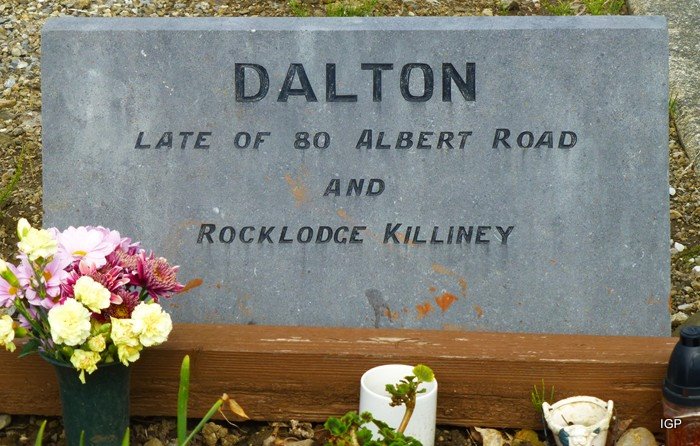 DALTON
LATE OF 80 ALBERT ROAD
AND
ROCKLODGE KILLINEY
IGP